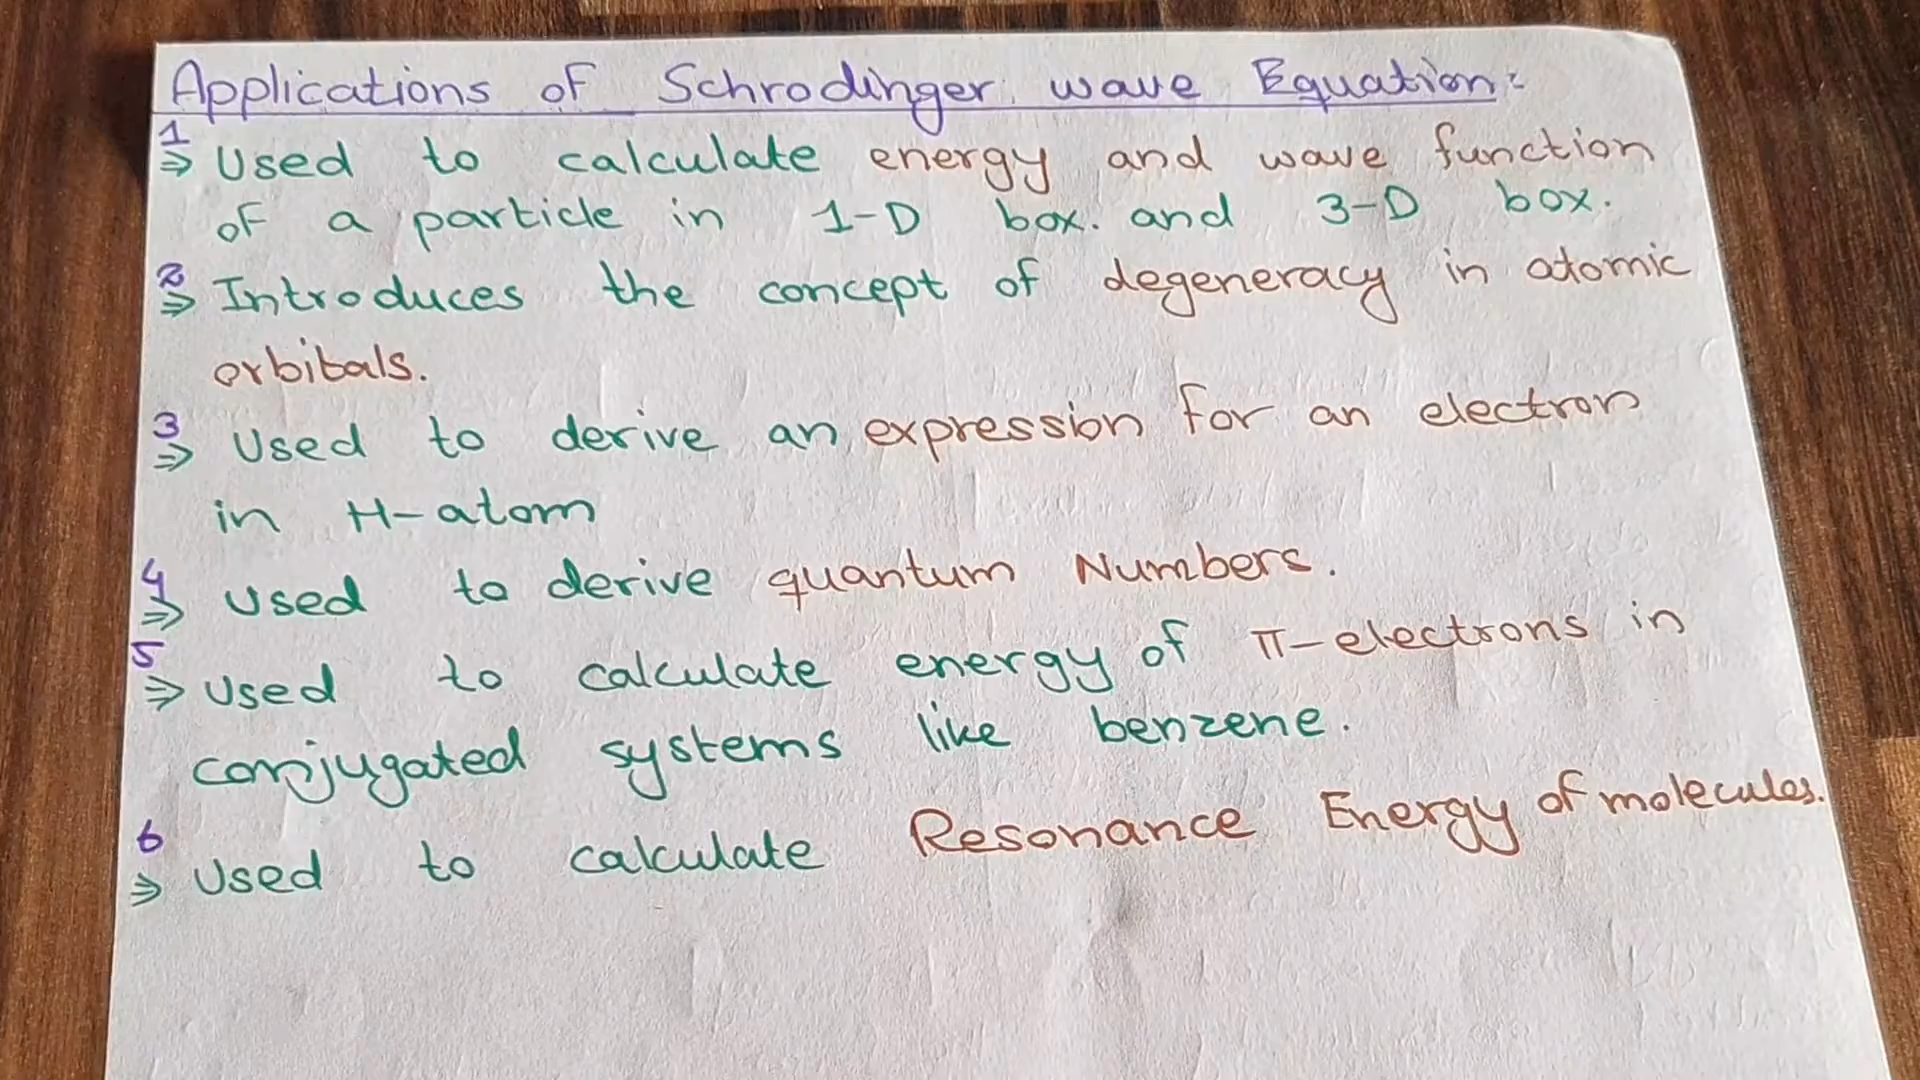 Applications of Schrodinger wave Equation:
1
⇒ Used to calculate energy and wave function
of a particle in 1-D box. and 3-D box.
2
⇒ Introduces the concept of degeneracy in atomic
orbitals.
3
⇒ Used to derive an expression for an electron
in H-atom
4
⇒ Used to derive quantum Numbers.
5
⇒ Used to calculate energy of π-electrons in
conjugated systems like benzene.
6
⇒ Used to calculate Resonance Energy of molecules.